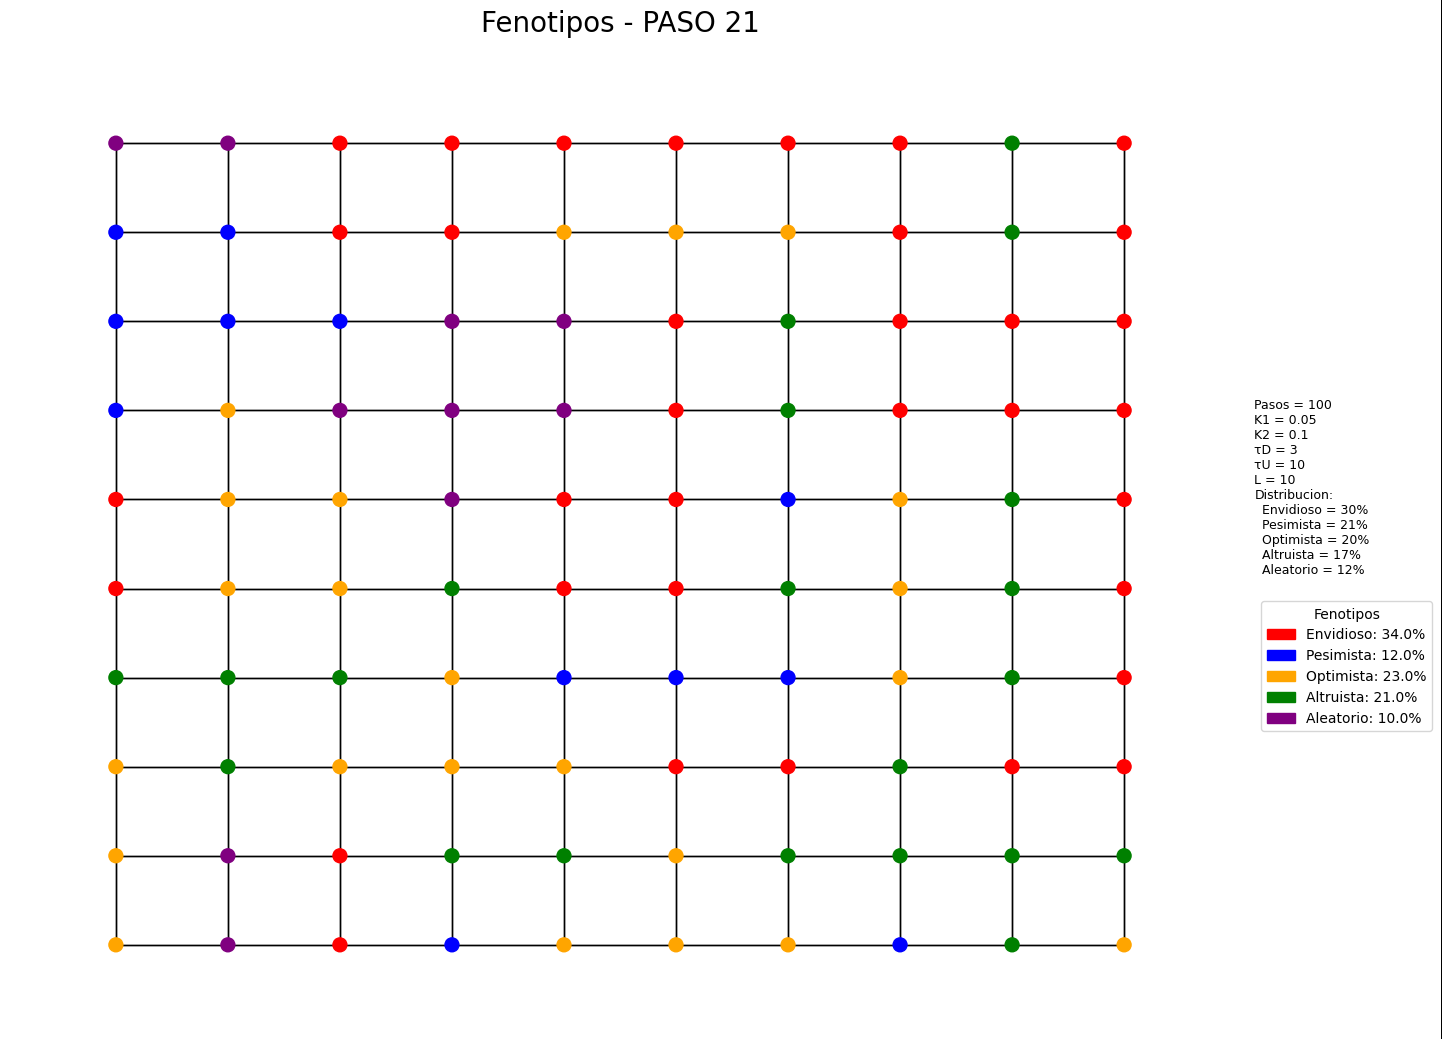 Fenotipos - PASO 21
Pasos = 100
K1 = 0.05
K2 = 0.1
τD = 3
τU = 10
L = 10
Distribucion:
Envidioso = 30%
Pesimista = 21%
Optimista = 20%
Altruista = 17%
Aleatorio = 12%
Fenotipos
Envidioso: 34.0%
Pesimista: 12.0%
Optimista: 23.0%
Altruista: 21.0%
Aleatorio: 10.0%